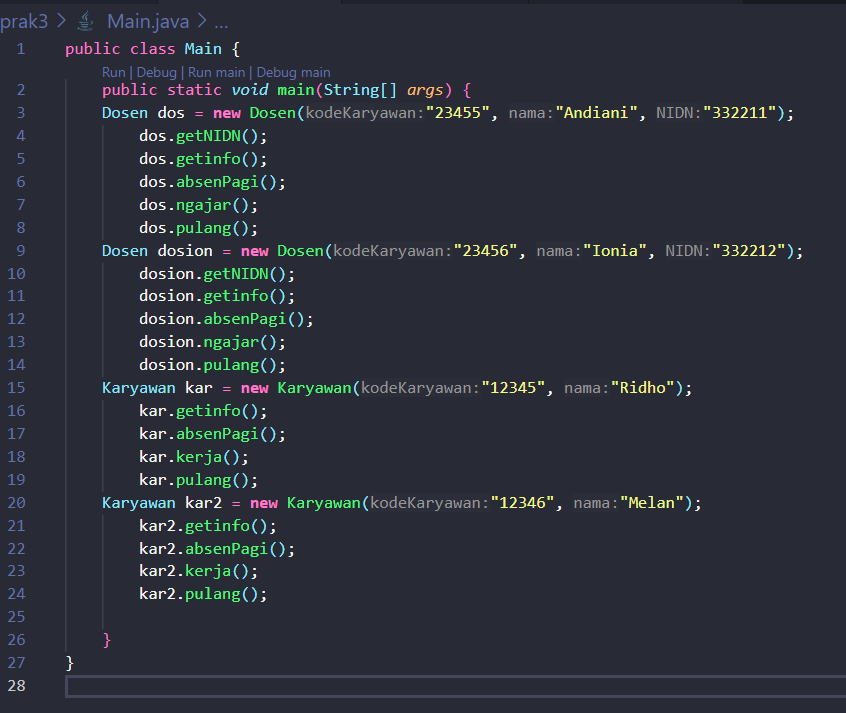 prak3 > Main.java > ...
1 public class Main {
Run | Debug | Run main | Debug main
2 public static void main(String[] args) {
3 Dosen dos = new Dosen(kodeKaryawan:"23455", nama:"Andiani", NIDN:"332211");
4 dos.getNIDN();
5 dos.getinfo();
6 dos.absenPagi();
7 dos.ngajar();
8 dos.pulang();
9 Dosen dosion = new Dosen(kodeKaryawan:"23456", nama:"Ionia", NIDN:"332212");
10 dosion.getNIDN();
11 dosion.getinfo();
12 dosion.absenPagi();
13 dosion.ngajar();
14 dosion.pulang();
15 Karyawan kar = new Karyawan(kodeKaryawan:"12345", nama:"Ridho");
16 kar.getinfo();
17 kar.absenPagi();
18 kar.kerja();
19 kar.pulang();
20 Karyawan kar2 = new Karyawan(kodeKaryawan:"12346", nama:"Melan");
21 kar2.getinfo();
22 kar2.absenPagi();
23 kar2.kerja();
24 kar2.pulang();
25
26 }
27 }
28